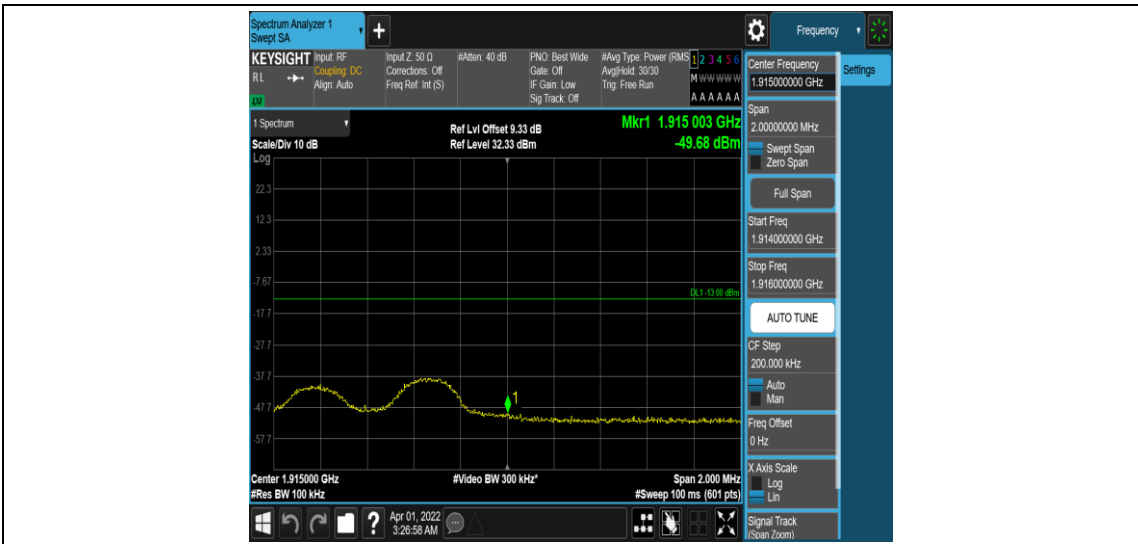 Spectrum Analyzer 1
Swept SA
+
Frequency
KEYSIGHT
RL
LXI
Input: RF
Coupling: DC
Align: Auto
Input Z: 50 Ω
Corrections: Off
Freq Ref: Int (S)
#Atten: 40 dB
PNO: Best Wide
Gate: Off
IF Gain: Low
Sig Track: Off
#Avg Type: Power (RMS
Avg|Hold: 30/30
Trig: Free Run
1 2 3 4 5 6
M W W W W W
A A A A A A
Center Frequency
1.915000000 GHz
Settings
Span
2.00000000 MHz
Swept Span
Zero Span
Full Span
Start Freq
1.914000000 GHz
Stop Freq
1.916000000 GHz
AUTO TUNE
CF Step
200.000 kHz
Auto
Man
Freq Offset
0 Hz
X Axis Scale
Log
Lin
Signal Track
(Span Zoom)
1 Spectrum
Scale/Div 10 dB
Ref Lvl Offset 9.33 dB
Ref Level 32.33 dBm
Mkr1 1.915 003 GHz
-49.68 dBm
Log
22.3
12.3
2.33
-7.67
DL1 -13.00 dBm
-17.7
-27.7
-37.7
1
-47.7
-57.7
Center 1.915000 GHz
#Video BW 300 kHz*
Span 2.000 MHz
#Res BW 100 kHz
#Sweep 100 ms (601 pts)
?
Apr 01, 2022
3:26:58 AM